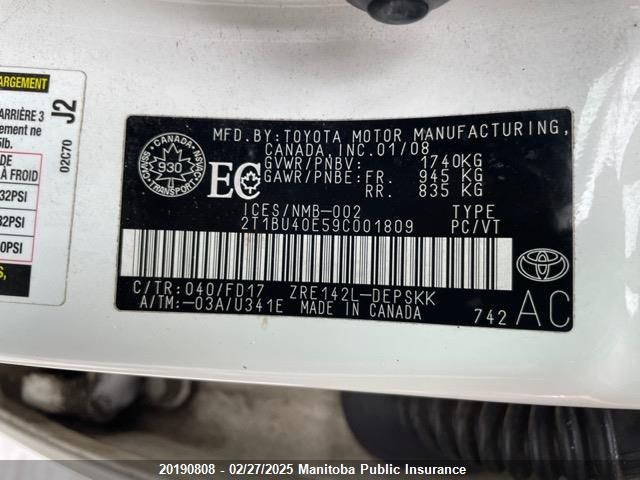 ARGEMENT
ARRIÈRE 3
ement ne
5lb.
DE
À FROID
32PSI
32PSI
0PSI
J2
02C70
CANADA
930
TRANSPORT
EC
MFD.BY:TOYOTA MOTOR MANUFACTURING,
CANADA INC.01/08
GVWR/PNBV: 1740KG
GAWR/PNBE:FR. 945 KG
RR. 835 KG
ICES/NMB-002 TYPE
2T1BU40E59C001809 PC/VT
C/TR:040/FD17 ZRE142L-DEPSKK
A/TM:-03A/U341E MADE IN CANADA
742 AC
20190808 - 02/27/2025 Manitoba Public Insurance